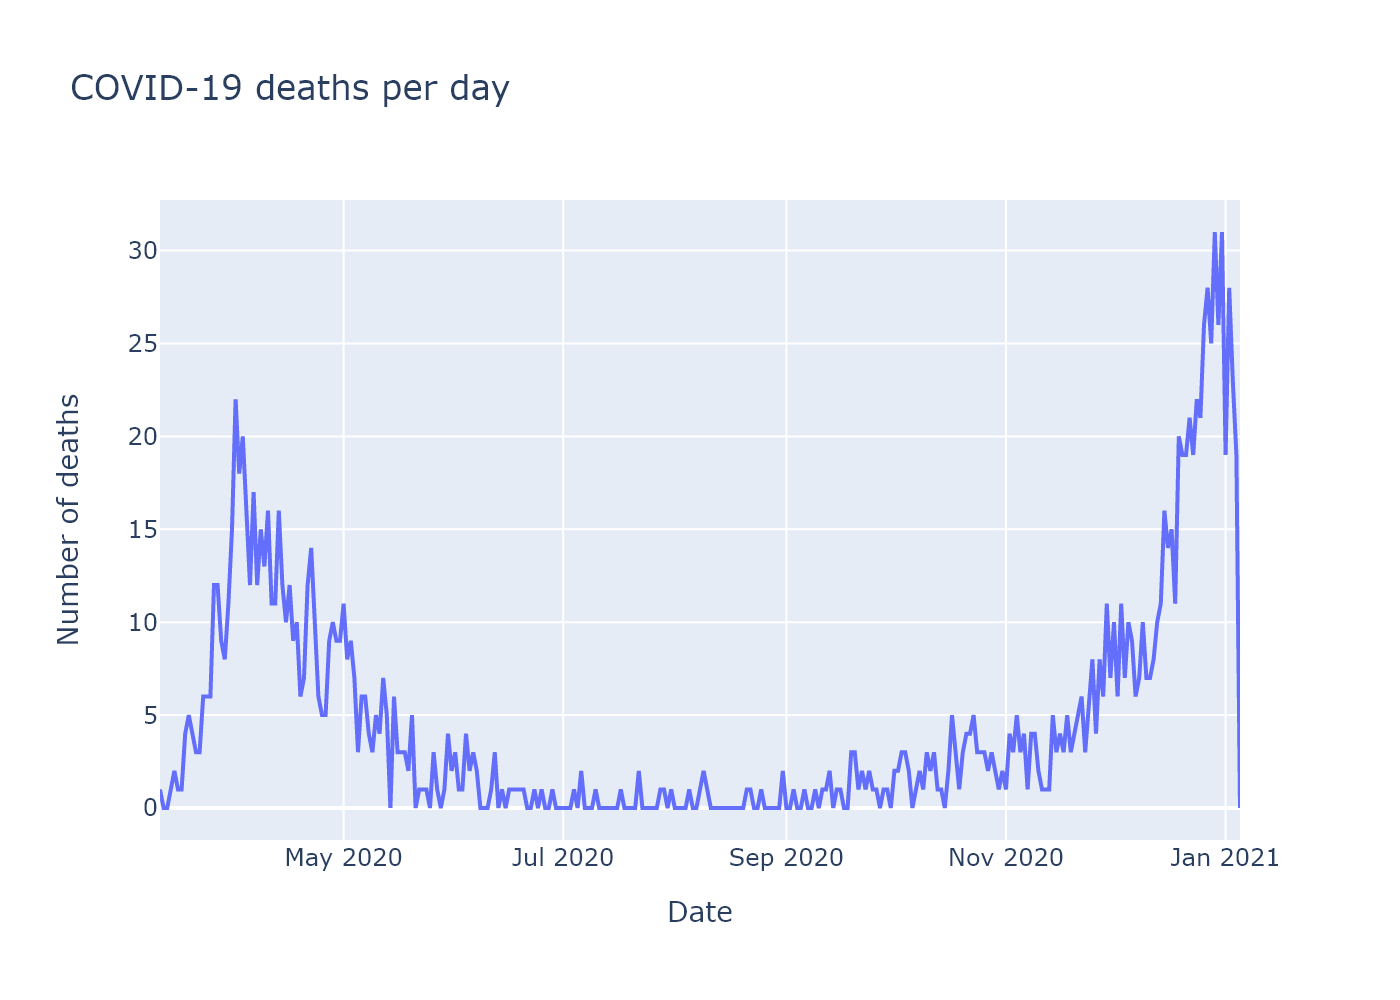 COVID-19 deaths per day
30
25
20
15
10
5
0
Number of deaths
May 2020
Jul 2020
Sep 2020
Nov 2020
Jan 2021
Date